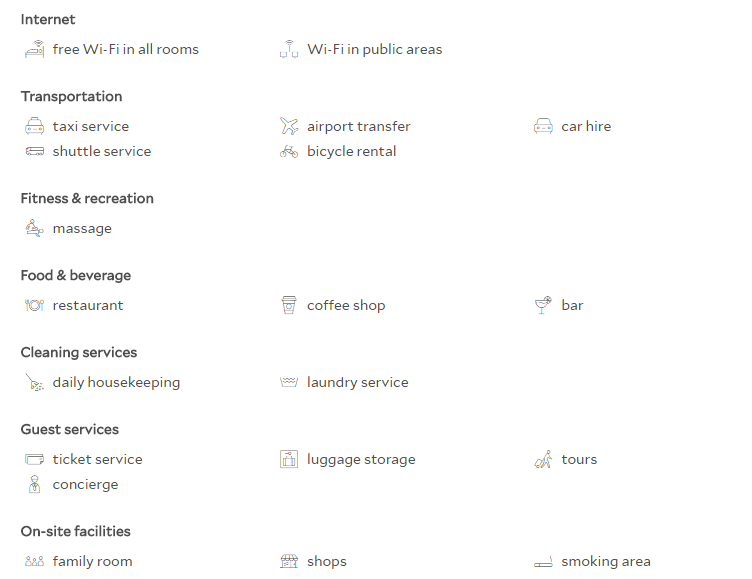 Internet
free Wi-Fi in all rooms Wi-Fi in public areas
Transportation
taxi service airport transfer car hire
shuttle service bicycle rental
Fitness & recreation
massage
Food & beverage
restaurant coffee shop bar
Cleaning services
daily housekeeping laundry service
Guest services
ticket service luggage storage tours
concierge
On-site facilities
family room shops smoking area